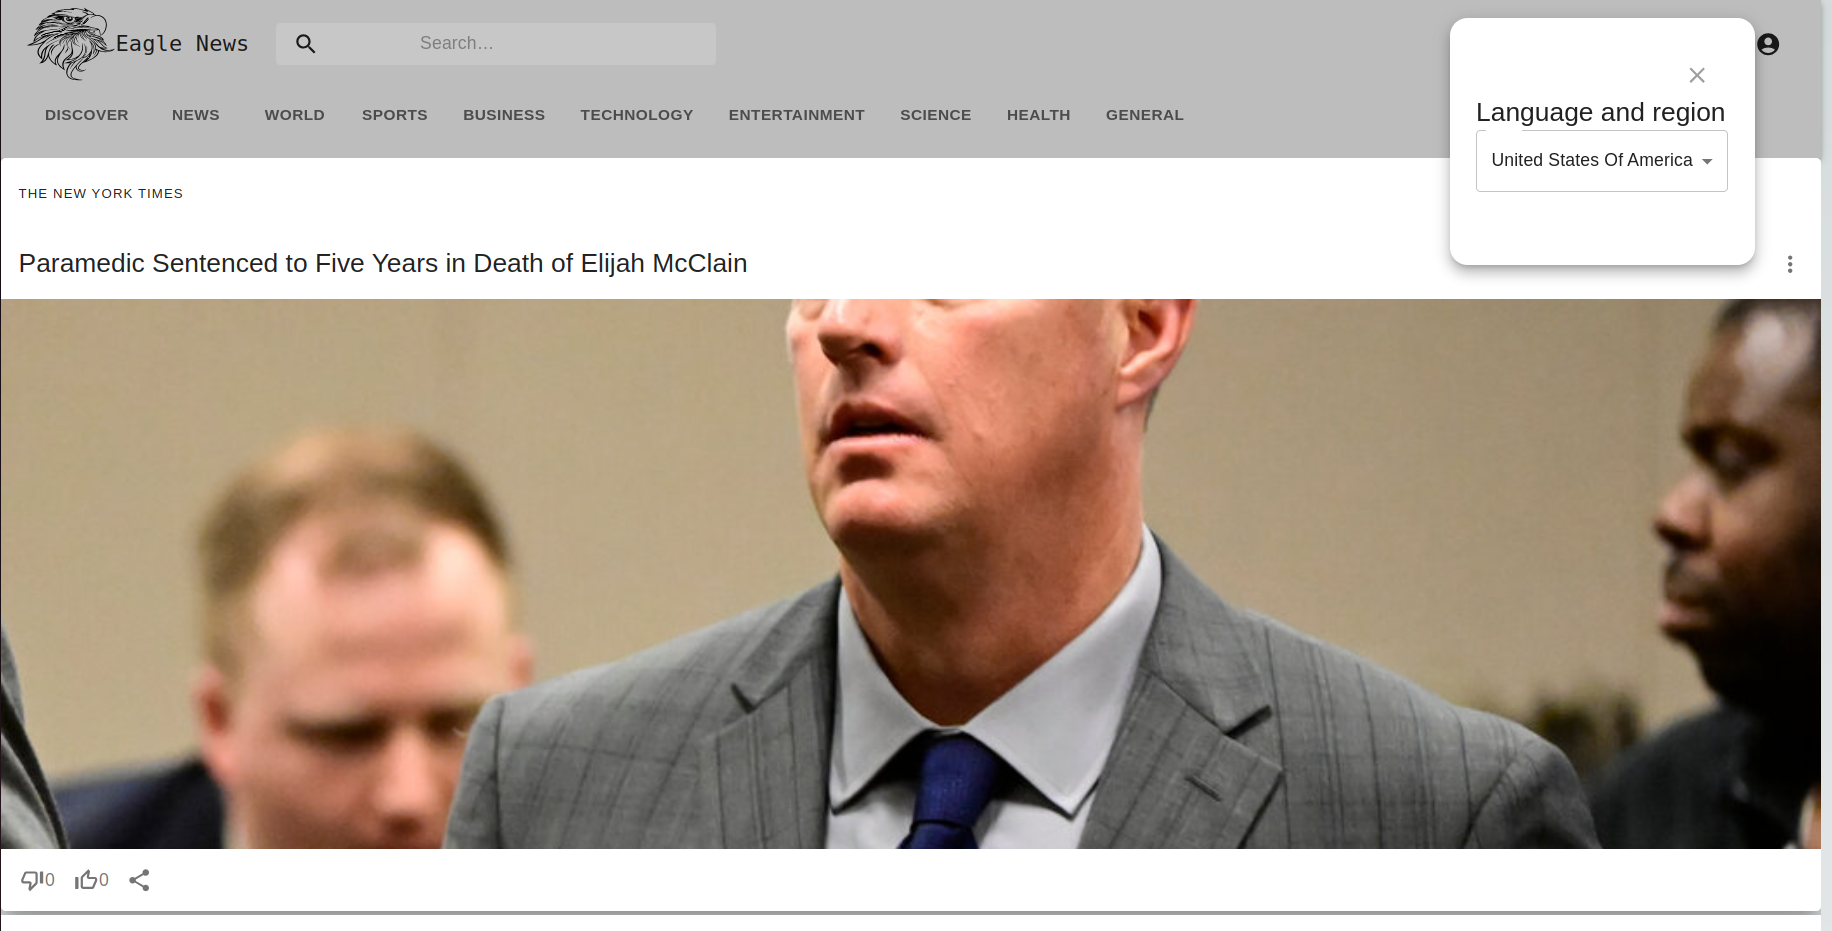 Eagle News
Search…
DISCOVER NEWS WORLD SPORTS BUSINESS TECHNOLOGY ENTERTAINMENT SCIENCE HEALTH GENERAL
Language and region
United States Of America
THE NEW YORK TIMES
Paramedic Sentenced to Five Years in Death of Elijah McClain
0 0